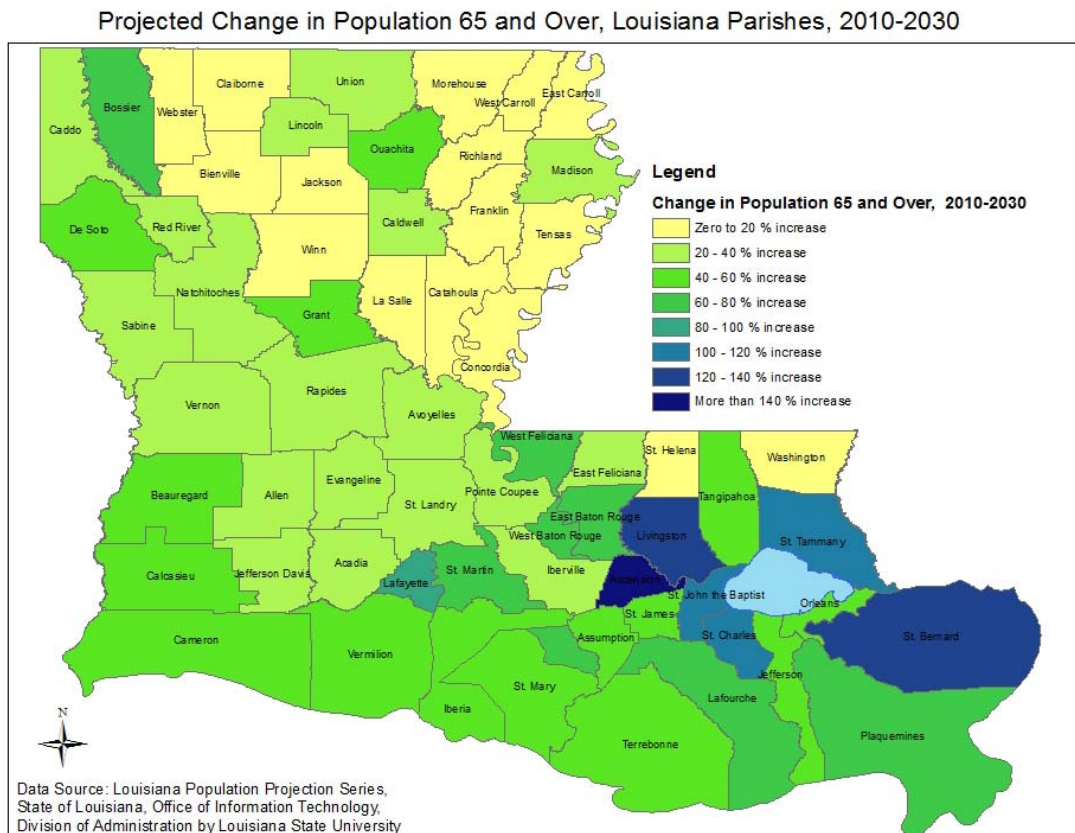 Projected Change in Population 65 and Over, Louisiana Parishes, 2010-2030
Claiborne
Union
Morehouse
West Carroll
East Carroll
Bossier
Webster
Caddo
Lincoln
Ouachita
Richland
Madison
Bienville
Jackson
Franklin
De Soto
Red River
Caldwell
Tensas
Winn
Natchitoches
La Salle
Catahoula
Sabine
Grant
Concordia
Vernon
Rapides
Avoyelles
Legend
Change in Population 65 and Over, 2010-2030
Zero to 20 % increase
20 - 40 % increase
40 - 60 % increase
60 - 80 % increase
80 - 100 % increase
100 - 120 % increase
120 - 140 % increase
More than 140 % increase
West Feliciana
St. Helena
Washington
East Feliciana
Beauregard
Allen
Evangeline
St. Landry
Pointe Coupee
Tangipahoa
East Baton Rouge
West Baton Rouge
Livingston
St. Tammany
Calcasieu
Jefferson Davis
Acadia
Lafayette
St. Martin
Iberville
Ascension
St. John the Baptist
Orleans
St. James
Cameron
Vermilion
Assumption
St. Charles
St. Bernard
Jefferson
St. Mary
Iberia
Lafourche
Terrebonne
Plaquemines
N
Data Source: Louisiana Population Projection Series,
State of Louisiana, Office of Information Technology,
Division of Administration by Louisiana State University